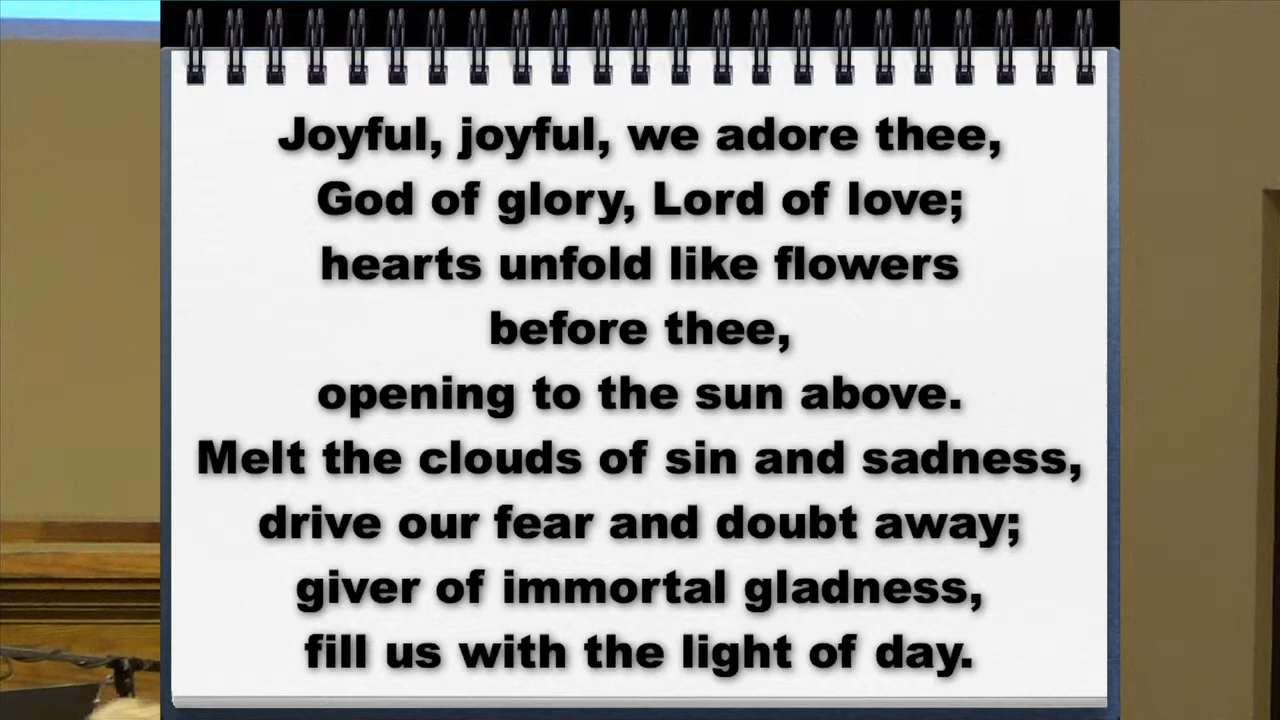 Joyful, joyful, we adore thee,
God of glory, Lord of love;
hearts unfold like flowers
before thee,
opening to the sun above.
Melt the clouds of sin and sadness,
drive our fear and doubt away;
giver of immortal gladness,
fill us with the light of day.